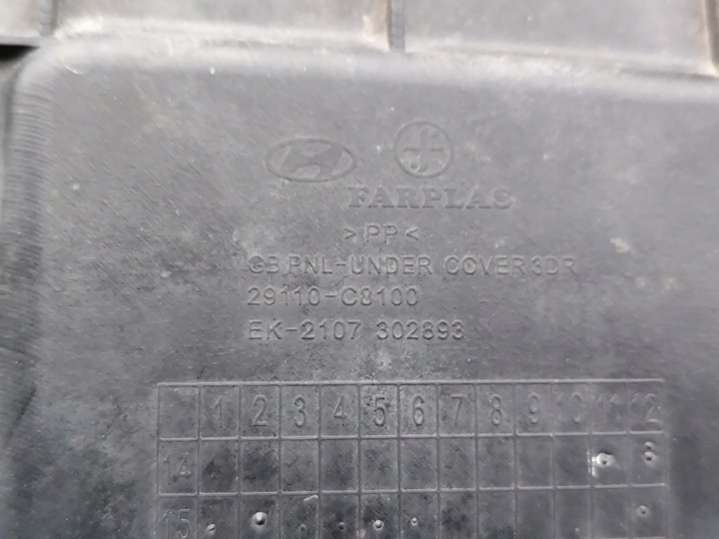 FARPLAS
>PP<
GB PNL-UNDER COVER 3DR
29110-C8100
EK-2107 302893
1 2 3 4 5 6 7 8 9 10 11 12
14
15